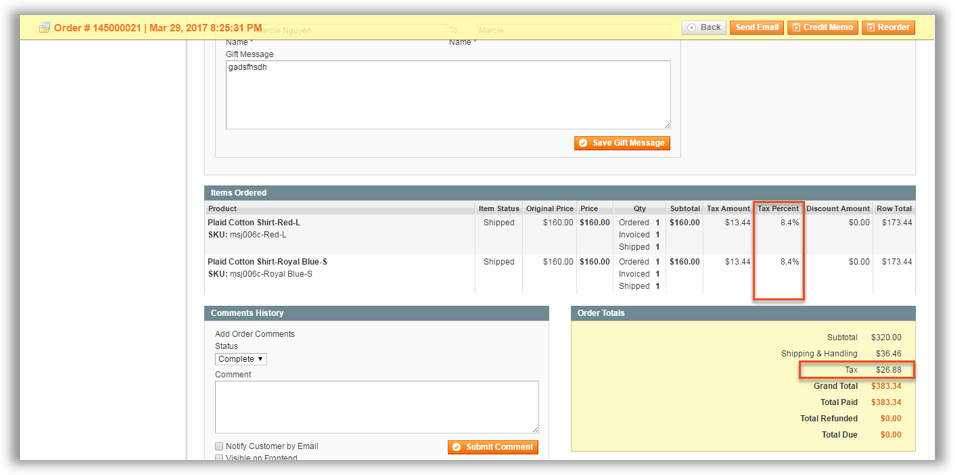 Order # 145000021 | Mar 29, 2017 8:25:31 PM
Back Send Email Credit Memo Reorder
Marcie Nguyen To Marcie
Name * Name *
Gift Message
gadsfhsdh
Save Gift Message
Items Ordered
Product Item Status Original Price Price Qty Subtotal Tax Amount Tax Percent Discount Amount Row Total
Plaid Cotton Shirt-Red-L Shipped $160.00 $160.00 Ordered 1 $160.00 $13.44 8.4% $0.00 $173.44
SKU: msj006c-Red-L Invoiced 1
Shipped 1
Plaid Cotton Shirt-Royal Blue-S Shipped $160.00 $160.00 Ordered 1 $160.00 $13.44 8.4% $0.00 $173.44
SKU: msj006c-Royal Blue-S Invoiced 1
Shipped 1
Comments History
Add Order Comments
Status
Complete
Comment
Notify Customer by Email
Submit Comment
Visible on Frontend
Order Totals
Subtotal $320.00
Shipping & Handling $36.46
Tax $26.88
Grand Total $383.34
Total Paid $383.34
Total Refunded $0.00
Total Due $0.00